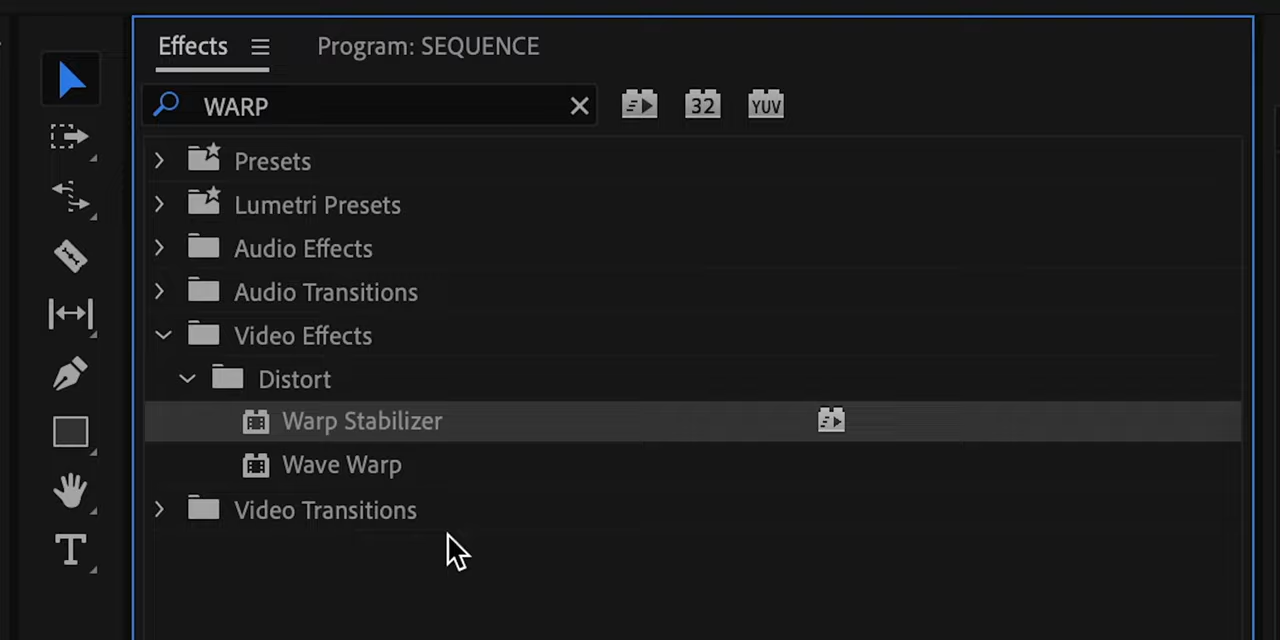 Effects
Program: SEQUENCE
WARP
32
YUV
Presets
Lumetri Presets
Audio Effects
Audio Transitions
Video Effects
Distort
Warp Stabilizer
Wave Warp
Video Transitions
T